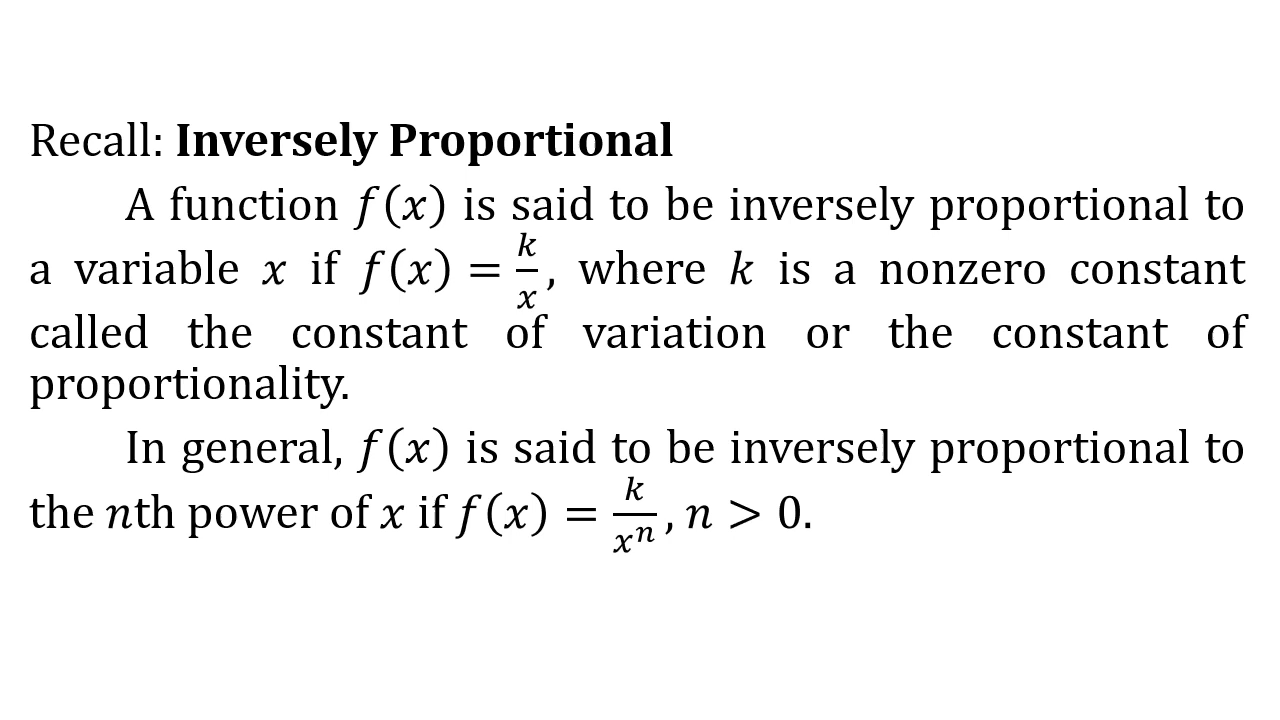 Recall: Inversely Proportional
A function f(x) is said to be inversely proportional to
a variable x if f(x) = k/x, where k is a nonzero constant
called the constant of variation or the constant of
proportionality.
In general, f(x) is said to be inversely proportional to
the nth power of x if f(x) = k/xⁿ, n > 0.